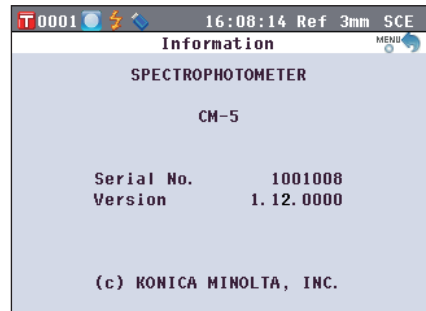 T 0001 16:08:14 Ref 3mm SCE
Information MENU
SPECTROPHOTOMETER
CM-5
Serial No. 1001008
Version 1.12.0000
(c) KONICA MINOLTA, INC.